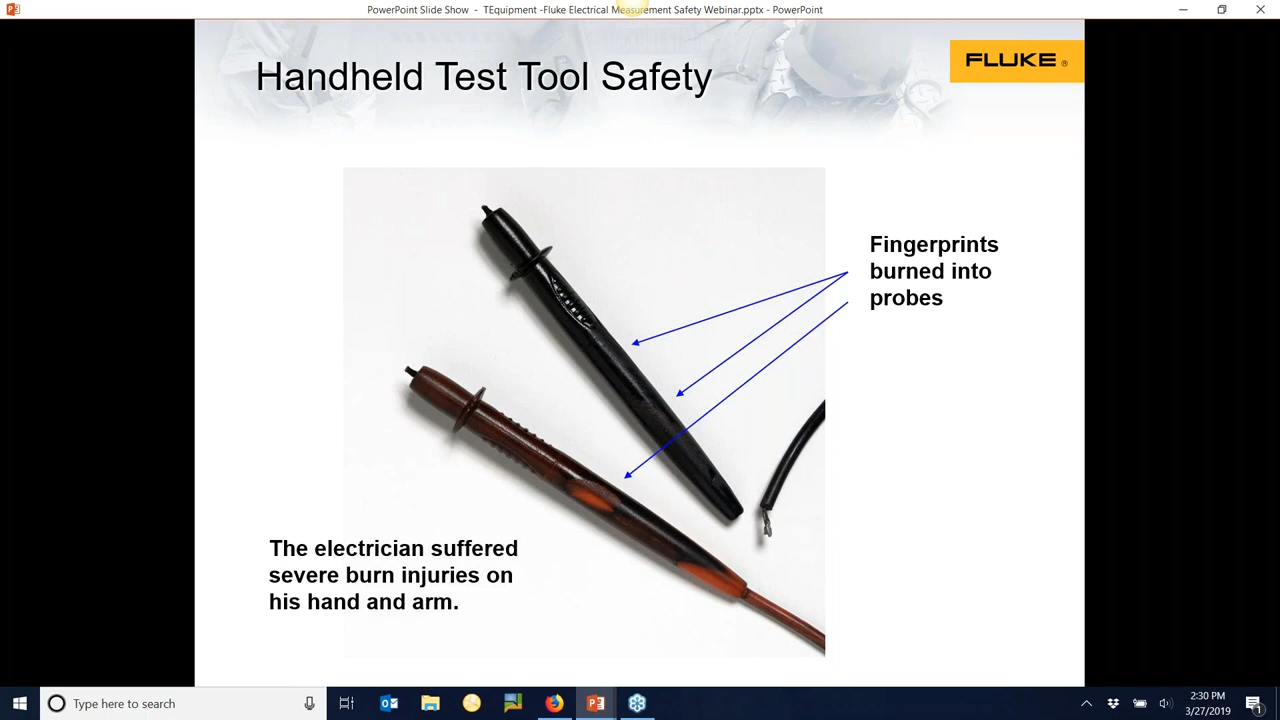 PowerPoint Slide Show - TEquipment -Fluke Electrical Measurement Safety Webinar.pptx - PowerPoint
Handheld Test Tool Safety
FLUKE ®
Fingerprints
burned into
probes
The electrician suffered
severe burn injuries on
his hand and arm.
Type here to search
2:30 PM
3/27/2019
1